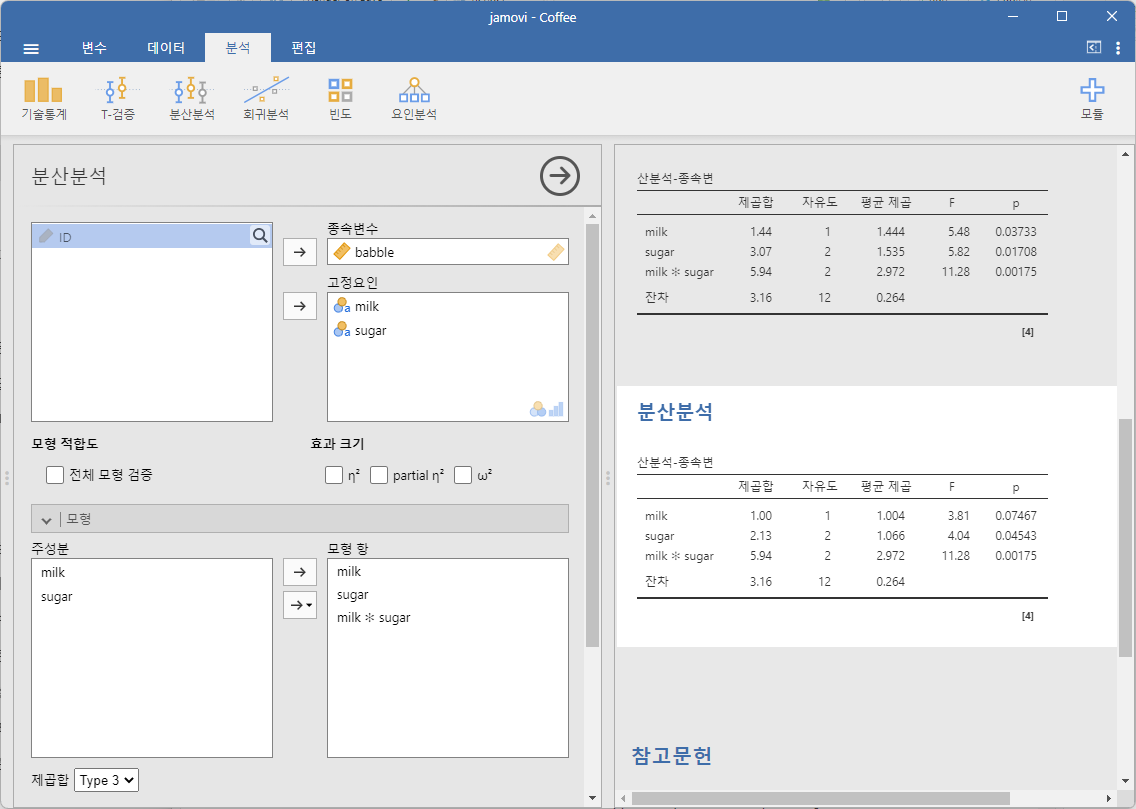 jamovi - Coffee
변수 데이터 분석 편집
기술통계 T-검증 분산분석 회귀분석 빈도 요인분석 모듈
분산분석
ID
종속변수
babble
고정요인
milk
sugar
모형 적합도
전체 모형 검증
효과 크기
η² partial η² ω²
모형
주성분
milk
sugar
모형 항
milk
sugar
milk ✻ sugar
제곱합 Type 3
산분석-종속변
제곱합 자유도 평균 제곱 F p
milk 1.44 1 1.444 5.48 0.03733
sugar 3.07 2 1.535 5.82 0.01708
milk ✻ sugar 5.94 2 2.972 11.28 0.00175
잔차 3.16 12 0.264
[4]
분산분석
산분석-종속변
제곱합 자유도 평균 제곱 F p
milk 1.00 1 1.004 3.81 0.07467
sugar 2.13 2 1.066 4.04 0.04543
milk ✻ sugar 5.94 2 2.972 11.28 0.00175
잔차 3.16 12 0.264
[4]
참고문헌